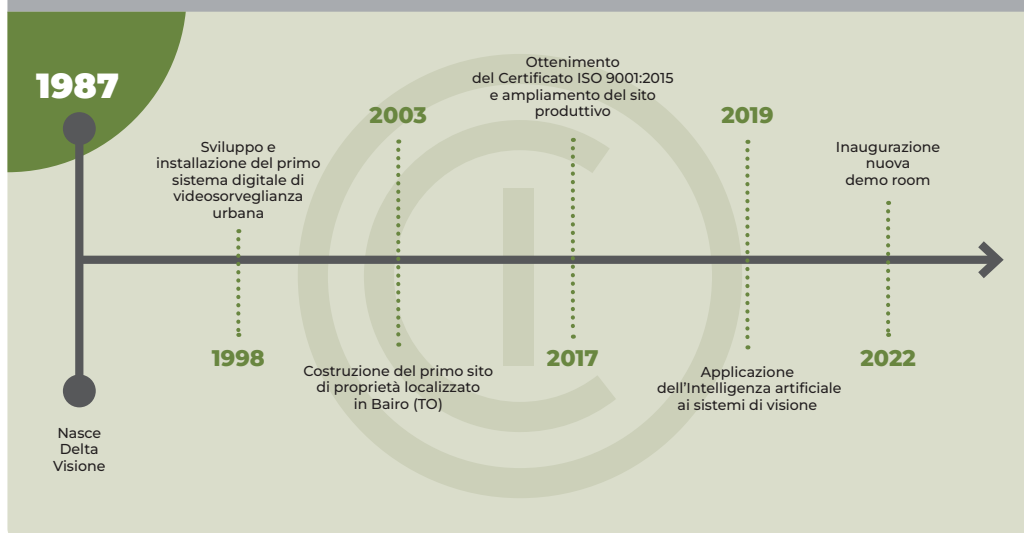 1987
Nasce
Delta
Visione
Sviluppo e
installazione del primo
sistema digitale di
videosorveglianza
urbana
1998
2003
Costruzione del primo sito
di proprietà localizzato
in Bairo (TO)
Ottenimento
del Certificato ISO 9001:2015
e ampliamento del sito
produttivo
2017
2019
Applicazione
dell’Intelligenza artificiale
ai sistemi di visione
Inaugurazione
nuova
demo room
2022